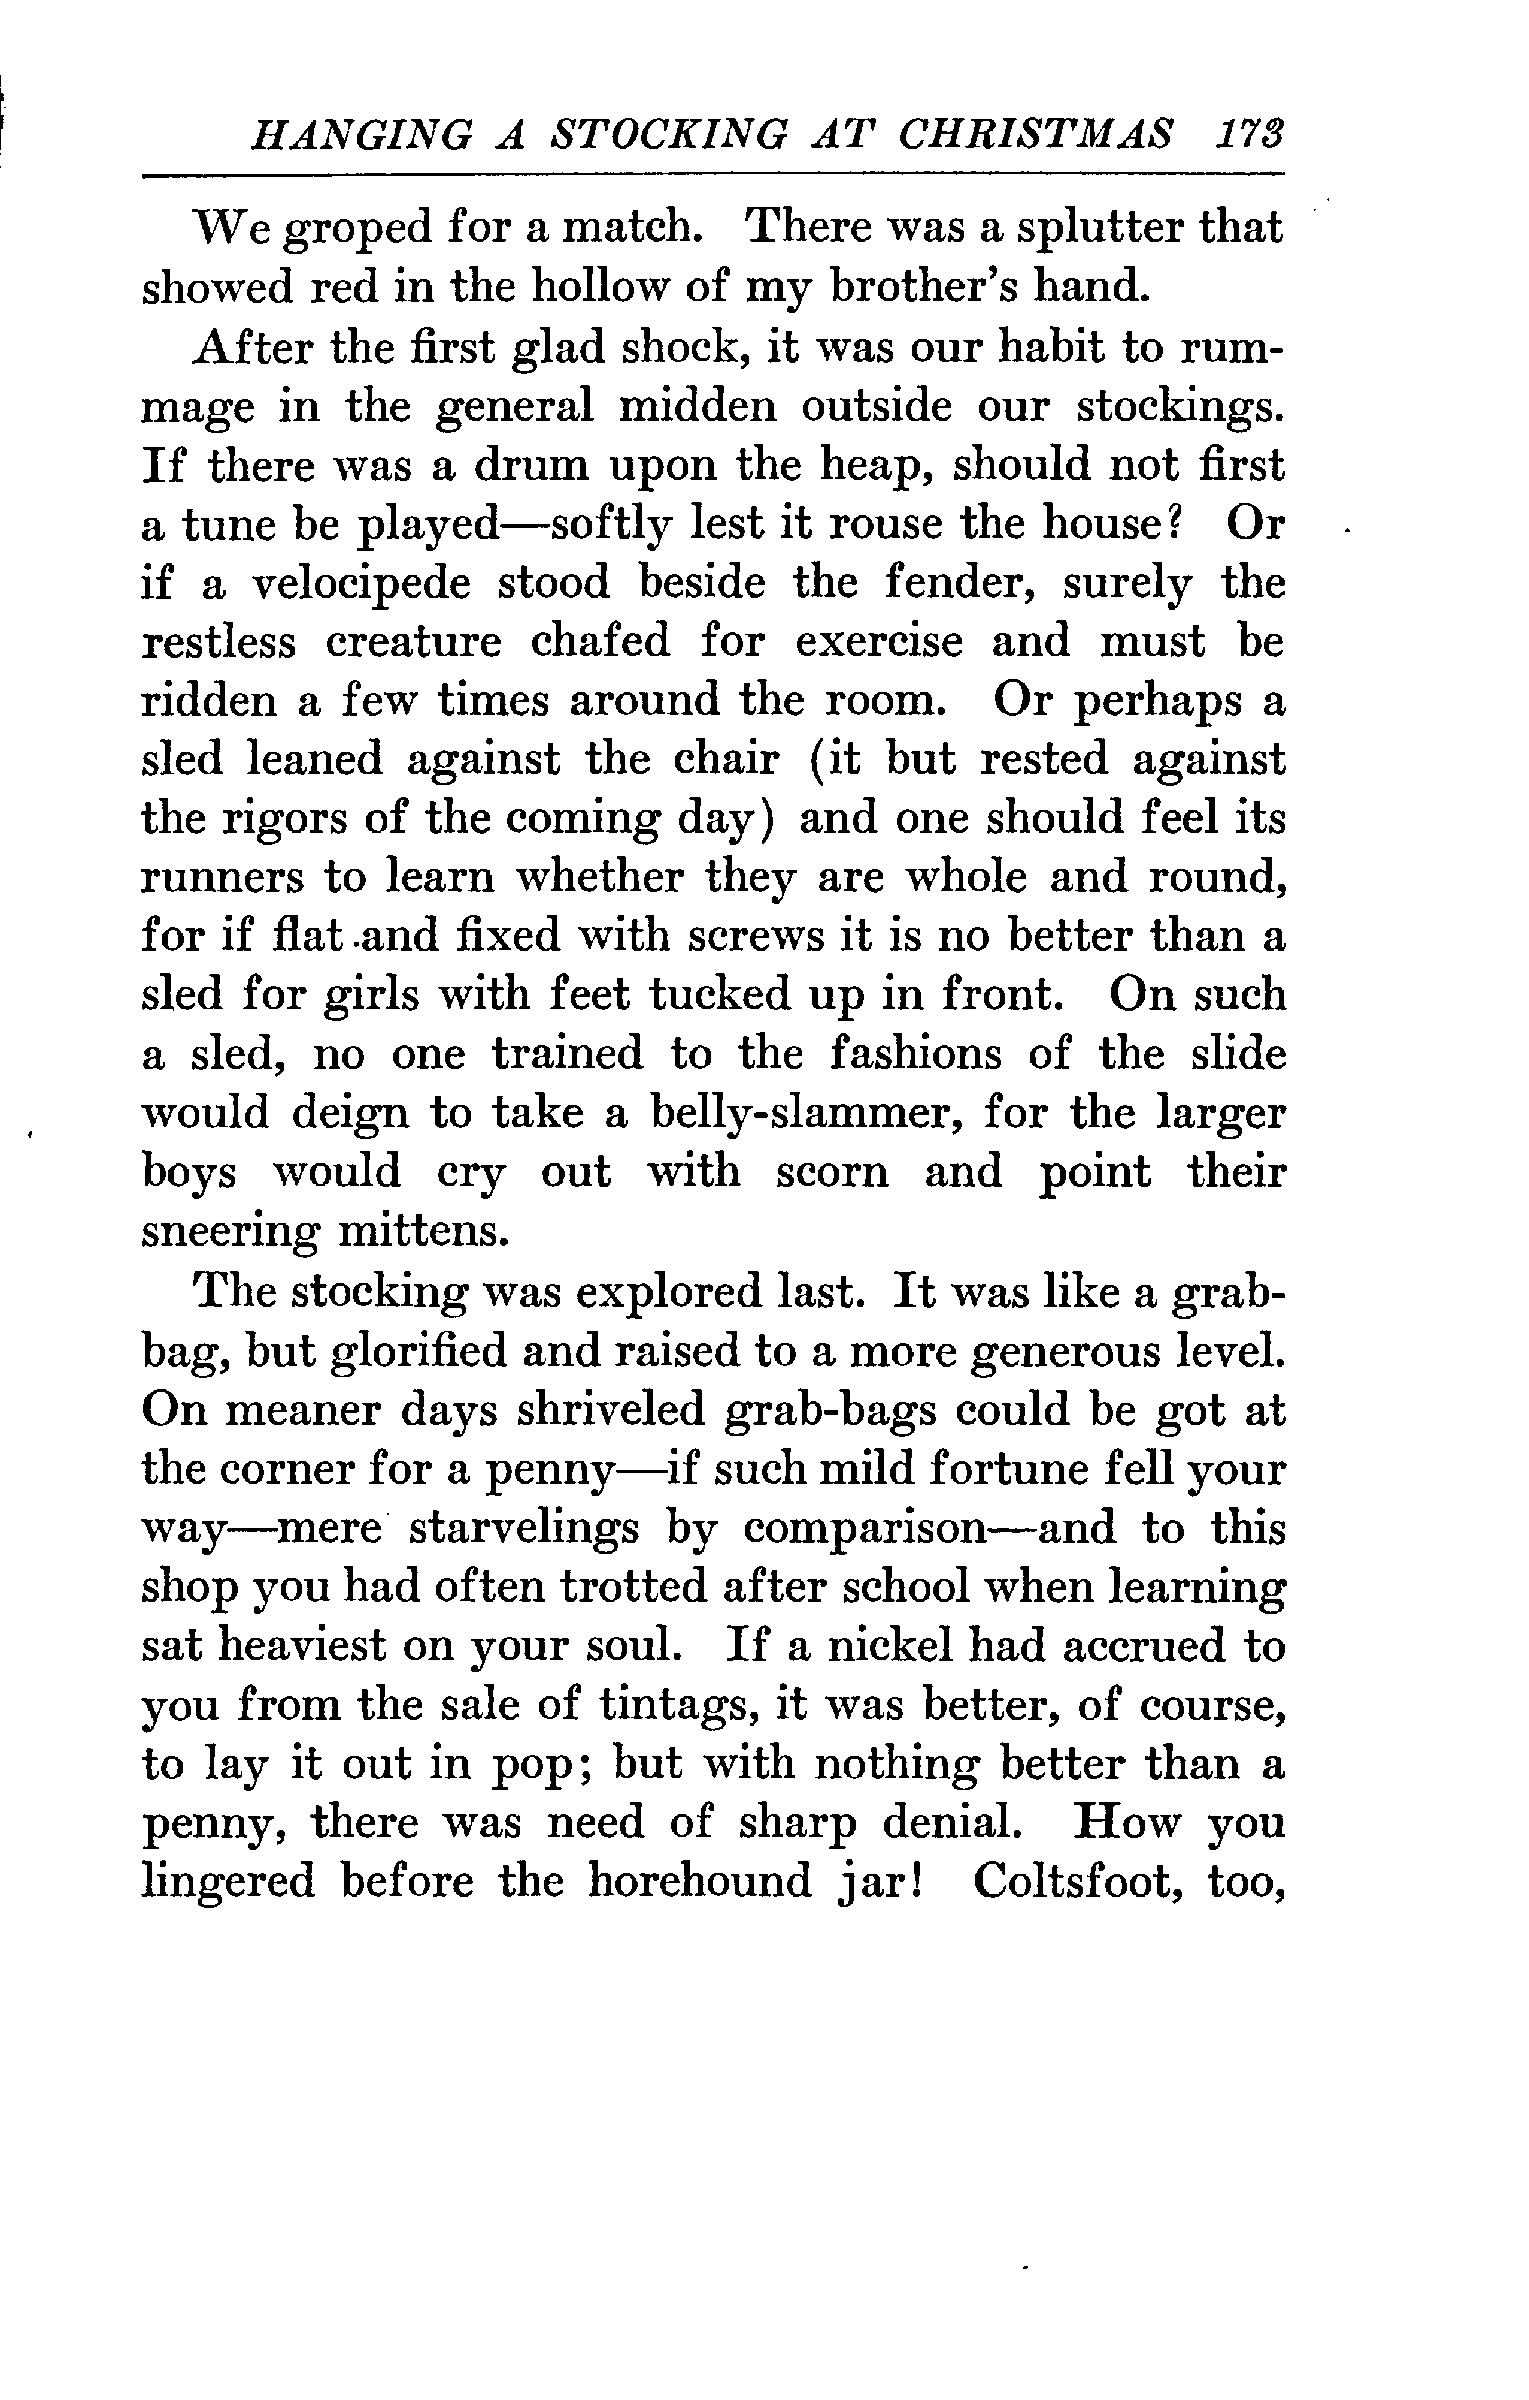 HANGING A STOCKING AT CHRISTMAS 173
We groped for a match. There was a splutter that
showed red in the hollow of my brother's hand.
After the first glad shock, it was our habit to rum-
mage in the general midden outside our stockings.
If there was a drum upon the heap, should not first
a tune be played—softly lest it rouse the house? Or
if a velocipede stood beside the fender, surely the
restless creature chafed for exercise and must be
ridden a few times around the room. Or perhaps a
sled leaned against the chair (it but rested against
the rigors of the coming day) and one should feel its
runners to learn whether they are whole and round,
for if flat and fixed with screws it is no better than a
sled for girls with feet tucked up in front. On such
a sled, no one trained to the fashions of the slide
would deign to take a belly-slammer, for the larger
boys would cry out with scorn and point their
sneering mittens.
The stocking was explored last. It was like a grab-
bag, but glorified and raised to a more generous level.
On meaner days shriveled grab-bags could be got at
the corner for a penny—if such mild fortune fell your
way—mere starvelings by comparison—and to this
shop you had often trotted after school when learning
sat heaviest on your soul. If a nickel had accrued to
you from the sale of tintags, it was better, of course,
to lay it out in pop; but with nothing better than a
penny, there was need of sharp denial. How you
lingered before the horehound jar! Coltsfoot, too,